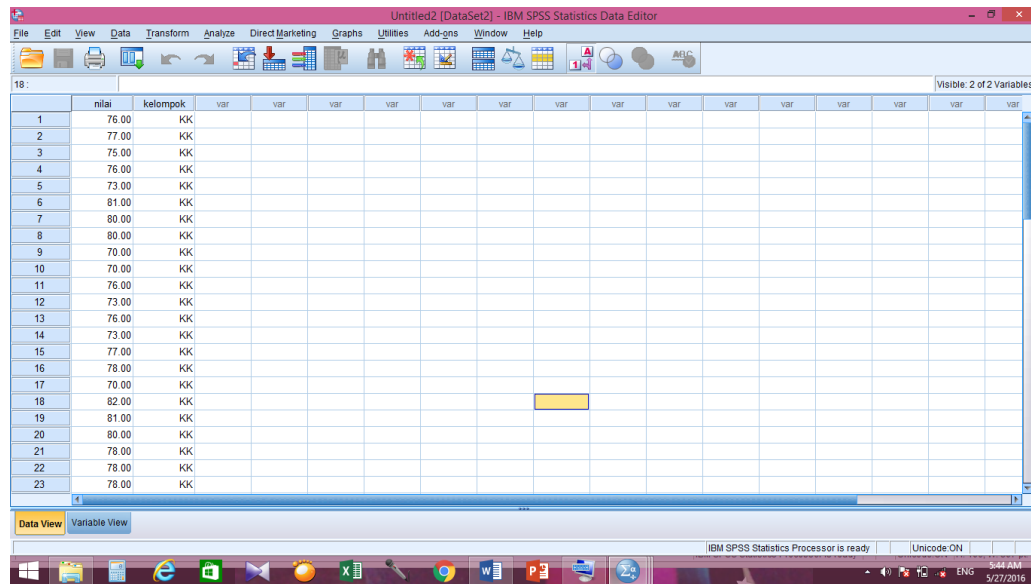 Untitled2 [DataSet2] - IBM SPSS Statistics Data Editor
File Edit View Data Transform Analyze Direct Marketing Graphs Utilities Add-ons Window Help
18 : Visible: 2 of 2 Variables
nilai kelompok var var var var var var var var var var var var var var var
1 76.00 KK
2 77.00 KK
3 75.00 KK
4 76.00 KK
5 73.00 KK
6 81.00 KK
7 80.00 KK
8 80.00 KK
9 70.00 KK
10 70.00 KK
11 76.00 KK
12 73.00 KK
13 76.00 KK
14 73.00 KK
15 77.00 KK
16 78.00 KK
17 70.00 KK
18 82.00 KK
19 81.00 KK
20 80.00 KK
21 78.00 KK
22 78.00 KK
23 78.00 KK
Data View Variable View
IBM SPSS Statistics Processor is ready Unicode:ON
ENG 5:44 AM